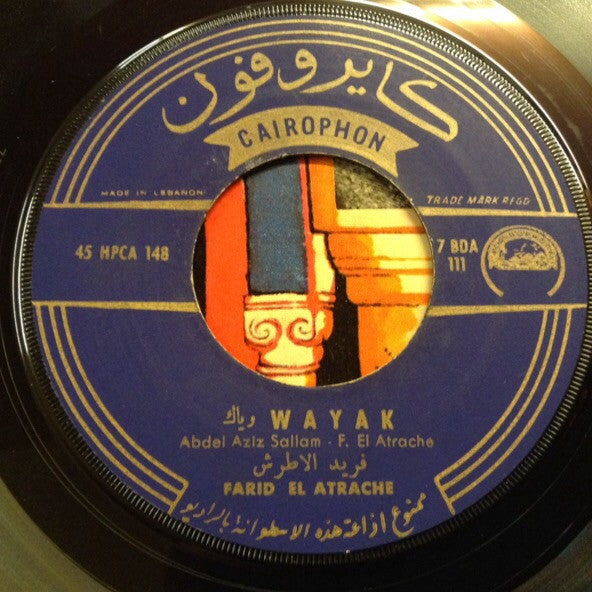 كايروفون
CAIROPHON
MADE IN LEBANON
TRADE MARK REGD
45 HPCA 148
7 BDA
111
وياك WAYAK
Abdel Aziz Sallam - F. El Atrache
فريد الاطرش
FARID EL ATRACHE
ممنوع اذاعة هذه الاسطوانة بالراديو